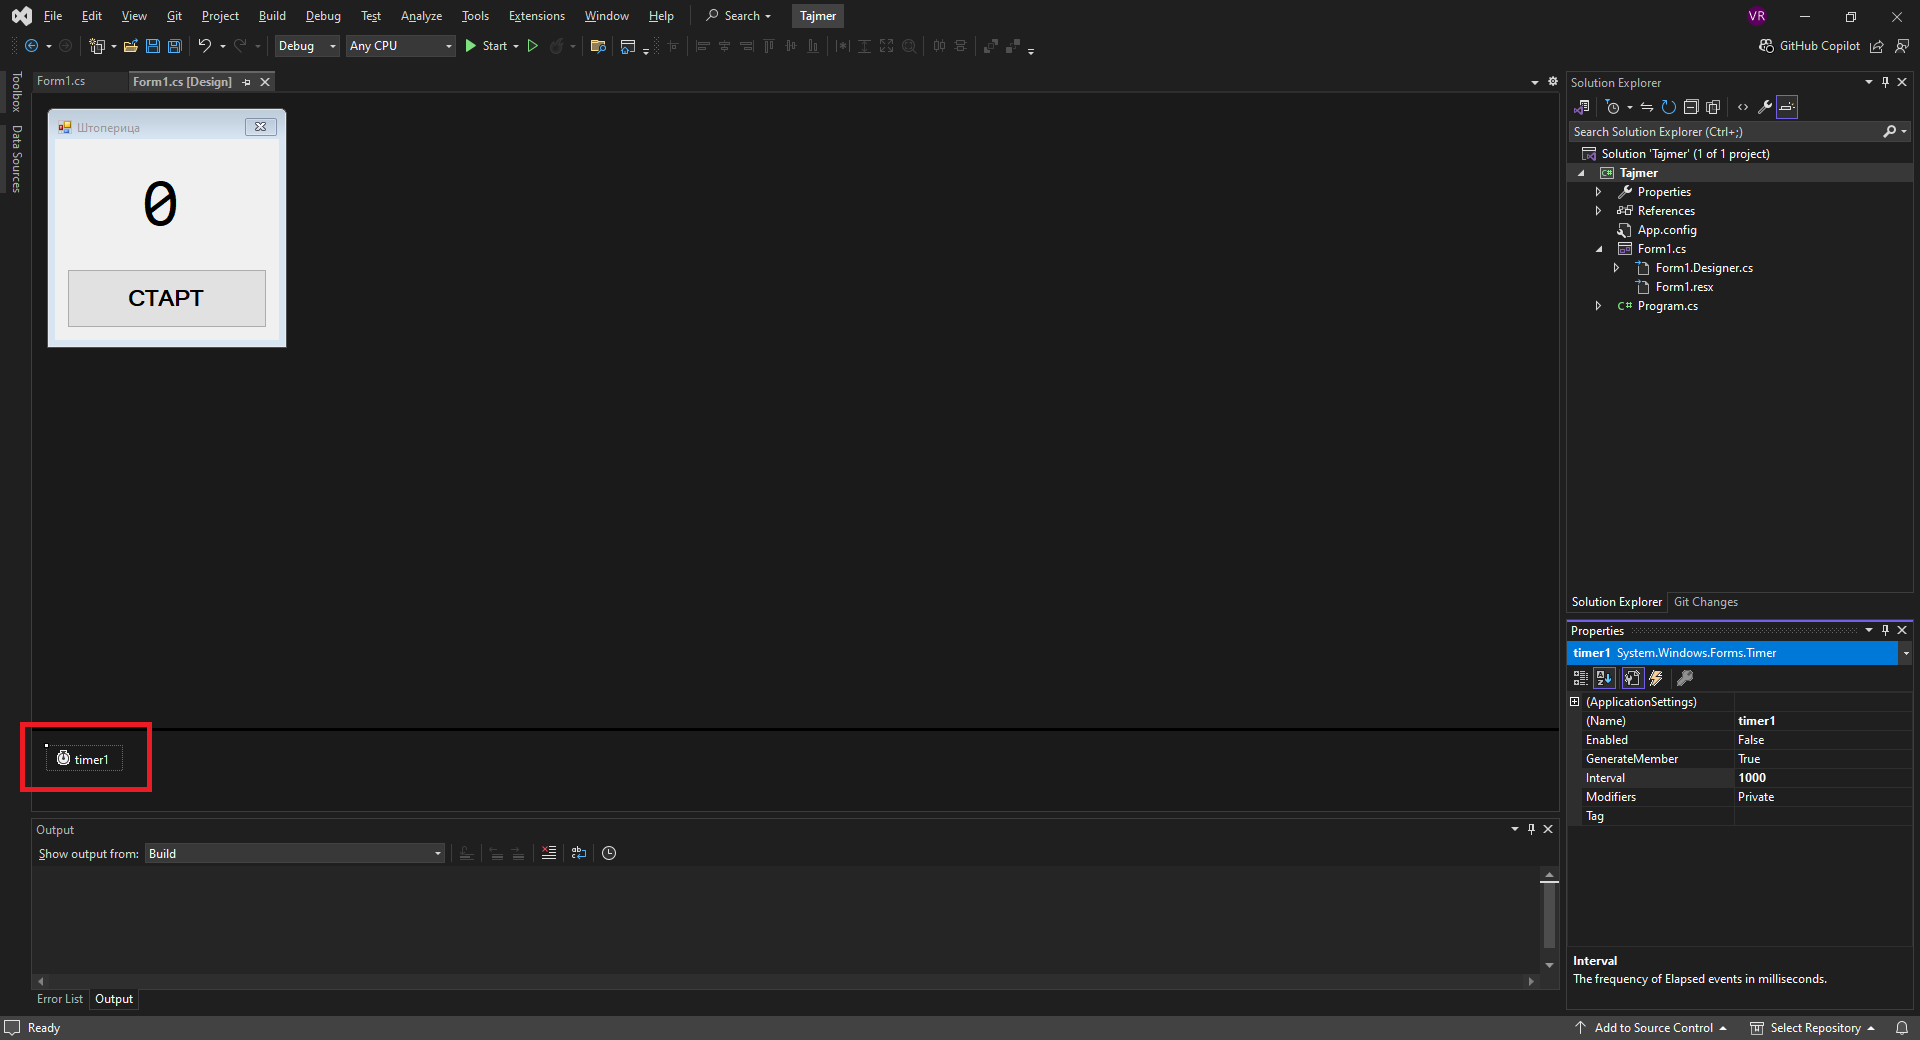 File Edit View Git Project Build Debug Test Analyze Tools Extensions Window Help Search Tajmer VR
Debug Any CPU Start GitHub Copilot
Toolbox
Data Sources
Form1.cs Form1.cs [Design]
Штоперица
0
СТАРТ
timer1
Output
Show output from: Build
Error List Output
Solution Explorer
Search Solution Explorer (Ctrl+;)
Solution 'Tajmer' (1 of 1 project)
C# Tajmer
Properties
References
App.config
Form1.cs
Form1.Designer.cs
Form1.resx
C# Program.cs
Solution Explorer Git Changes
Properties
timer1 System.Windows.Forms.Timer
(ApplicationSettings)
(Name) timer1
Enabled False
GenerateMember True
Interval 1000
Modifiers Private
Tag
Interval
The frequency of Elapsed events in milliseconds.
Ready Add to Source Control Select Repository